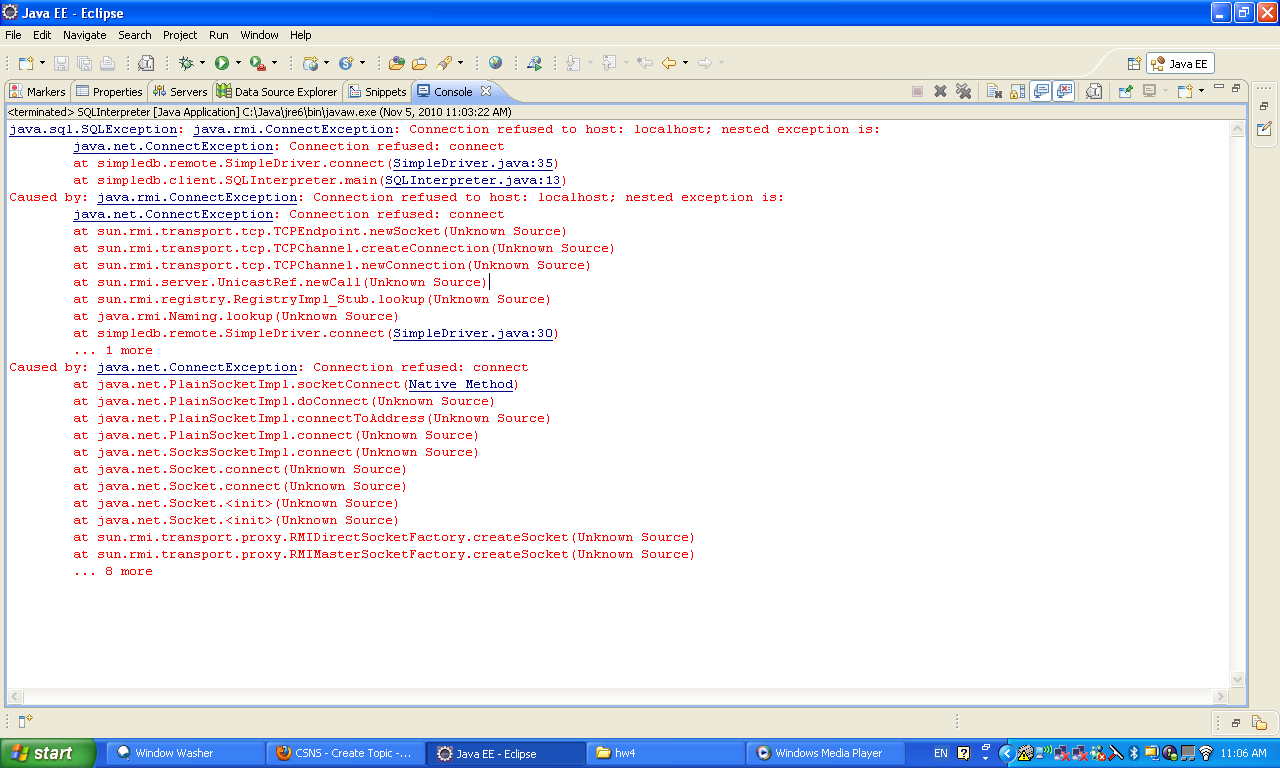 Java EE - Eclipse
File Edit Navigate Search Project Run Window Help
Java EE
Markers Properties Servers Data Source Explorer Snippets Console
<terminated> SQLInterpreter [Java Application] C:\Java\jre6\bin\javaw.exe (Nov 5, 2010 11:03:22 AM)
java.sql.SQLException: java.rmi.ConnectException: Connection refused to host: localhost; nested exception is:
java.net.ConnectException: Connection refused: connect
at simpledb.remote.SimpleDriver.connect(SimpleDriver.java:35)
at simpledb.client.SQLInterpreter.main(SQLInterpreter.java:13)
Caused by: java.rmi.ConnectException: Connection refused to host: localhost; nested exception is:
java.net.ConnectException: Connection refused: connect
at sun.rmi.transport.tcp.TCPEndpoint.newSocket(Unknown Source)
at sun.rmi.transport.tcp.TCPChannel.createConnection(Unknown Source)
at sun.rmi.transport.tcp.TCPChannel.newConnection(Unknown Source)
at sun.rmi.server.UnicastRef.newCall(Unknown Source)
at sun.rmi.registry.RegistryImpl_Stub.lookup(Unknown Source)
at java.rmi.Naming.lookup(Unknown Source)
at simpledb.remote.SimpleDriver.connect(SimpleDriver.java:30)
... 1 more
Caused by: java.net.ConnectException: Connection refused: connect
at java.net.PlainSocketImpl.socketConnect(Native Method)
at java.net.PlainSocketImpl.doConnect(Unknown Source)
at java.net.PlainSocketImpl.connectToAddress(Unknown Source)
at java.net.PlainSocketImpl.connect(Unknown Source)
at java.net.SocksSocketImpl.connect(Unknown Source)
at java.net.Socket.connect(Unknown Source)
at java.net.Socket.connect(Unknown Source)
at java.net.Socket.<init>(Unknown Source)
at java.net.Socket.<init>(Unknown Source)
at sun.rmi.transport.proxy.RMIDirectSocketFactory.createSocket(Unknown Source)
at sun.rmi.transport.proxy.RMIMasterSocketFactory.createSocket(Unknown Source)
... 8 more
start Window Washer CSNS - Create Topic -... Java EE - Eclipse hw4 Windows Media Player EN 11:06 AM